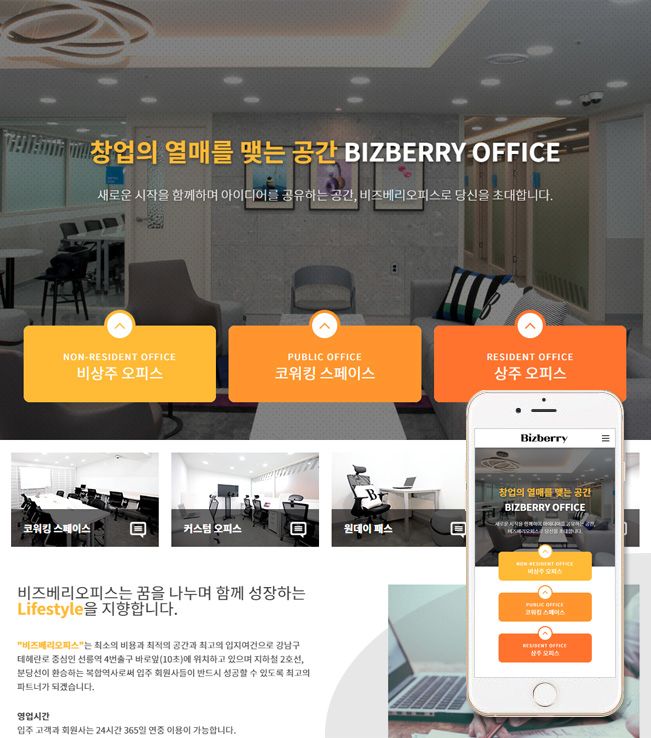 창업의 열매를 맺는 공간 BIZBERRY OFFICE
새로운 시작을 함께하며 아이디어를 공유하는 공간, 비즈베리오피스로 당신을 초대합니다.
NON-RESIDENT OFFICE
비상주 오피스
PUBLIC OFFICE
코워킹 스페이스
RESIDENT OFFICE
상주 오피스
코워킹 스페이스
커스텀 오피스
원데이 패스
비즈베리오피스는 꿈을 나누며 함께 성장하는
Lifestyle을 지향합니다.
"비즈베리오피스"는 최소의 비용과 최적의 공간과 최고의 입지여건으로 강남구
테헤란로 중심인 선릉역 4번출구 바로앞(10초)에 위치하고 있으며 지하철 2호선,
분당선이 환승하는 복합역사로써 입주 회원사들이 반드시 성공할 수 있도록 최고의
파트너가 되겠습니다.
영업시간
입주 고객과 회원사는 24시간 365일 연중 이용이 가능합니다.
Bizberry
창업의 열매를 맺는 공간
BIZBERRY OFFICE
새로운 시작을 함께하며 아이디어를 공유하는 공간,
비즈베리오피스로 당신을 초대합니다.
NON-RESIDENT OFFICE
비상주 오피스
PUBLIC OFFICE
코워킹 스페이스
RESIDENT OFFICE
상주 오피스